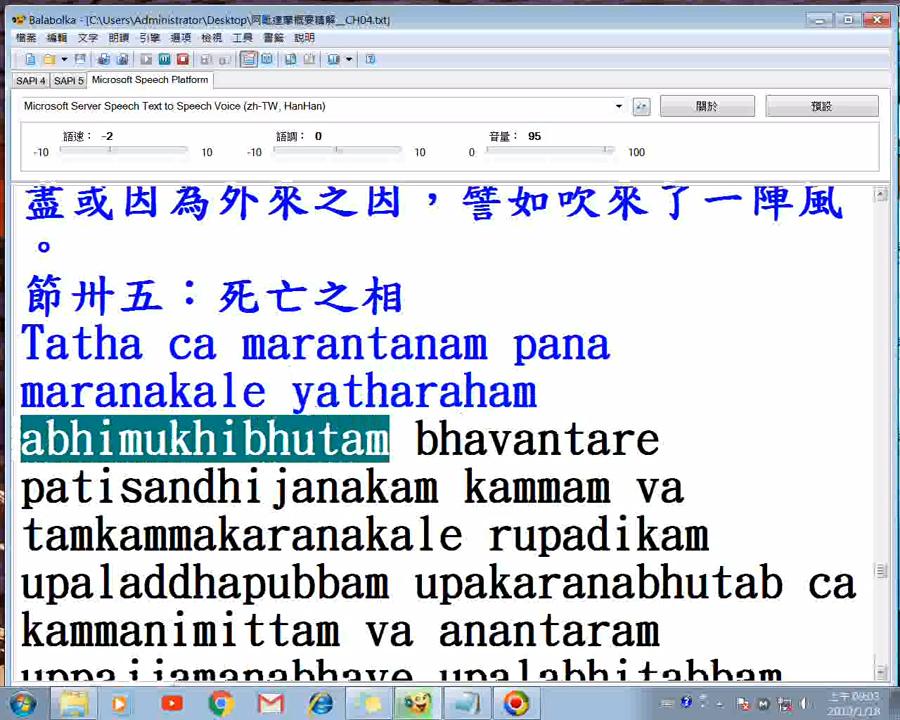 Balabolka - [C:\Users\Administrator\Desktop\阿毗達摩概要精解__CH04.txt]
檔案 編輯 文字 朗讀 引擎 選項 檢視 工具 書籤 說明
SAPI 4 SAPI 5 Microsoft Speech Platform
Microsoft Server Speech Text to Speech Voice (zh-TW, HanHan) 關於 預設
語速： -2 語調： 0 音量： 95
-10 10 -10 10 0 100
盡或因為外來之因，譬如吹來了一陣風
。
節卅五：死亡之相
Tatha ca marantanam pana
maranakale yatharaham
abhimukhibhutam bhavantare
patisandhijanakam kammam va
tamkammakaranakale rupadikam
upaladdhapubbam upakaranabhutab ca
kammanimittam va anantaram
uppajjamanabhave upalabhitabbam
上午 09:03